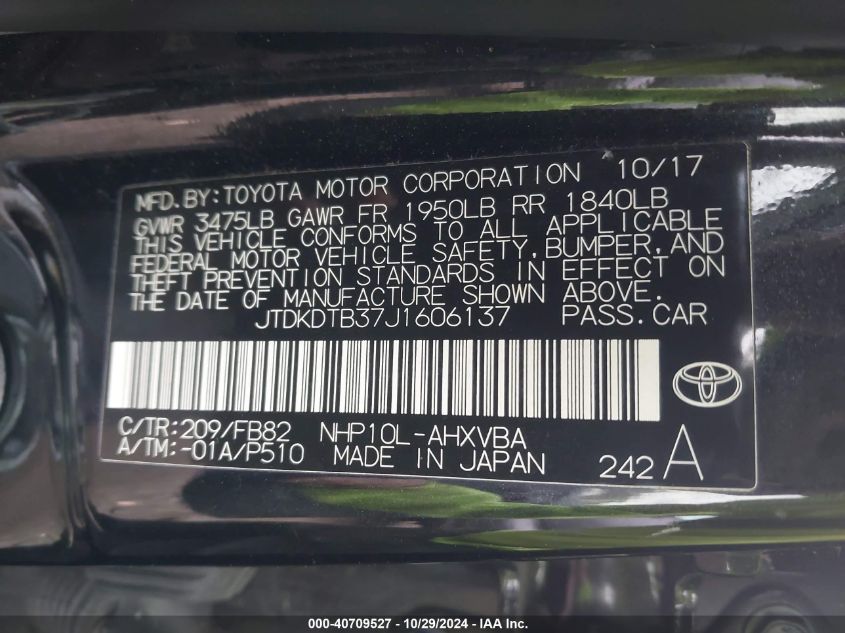 MFD. BY: TOYOTA MOTOR CORPORATION 10/17
GVWR 3475LB GAWR FR 1950LB RR 1840LB
THIS VEHICLE CONFORMS TO ALL APPLICABLE
FEDERAL MOTOR VEHICLE SAFETY, BUMPER, AND
THEFT PREVENTION STANDARDS IN EFFECT ON
THE DATE OF MANUFACTURE SHOWN ABOVE.
JTDKDTB37J1606137 PASS. CAR
C/TR: 209/FB82 NHP10L-AHXVBA
A/TM: -01A/P510 MADE IN JAPAN 242 A
000-40709527 - 10/29/2024 - IAA Inc.